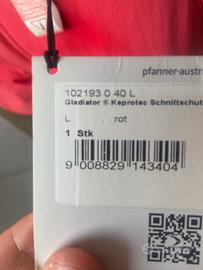 pfanner-austr
102193 0 40 L
Gladiator ® Keprotec Schnittschut
L rot
1 Stk
9 008829 143404